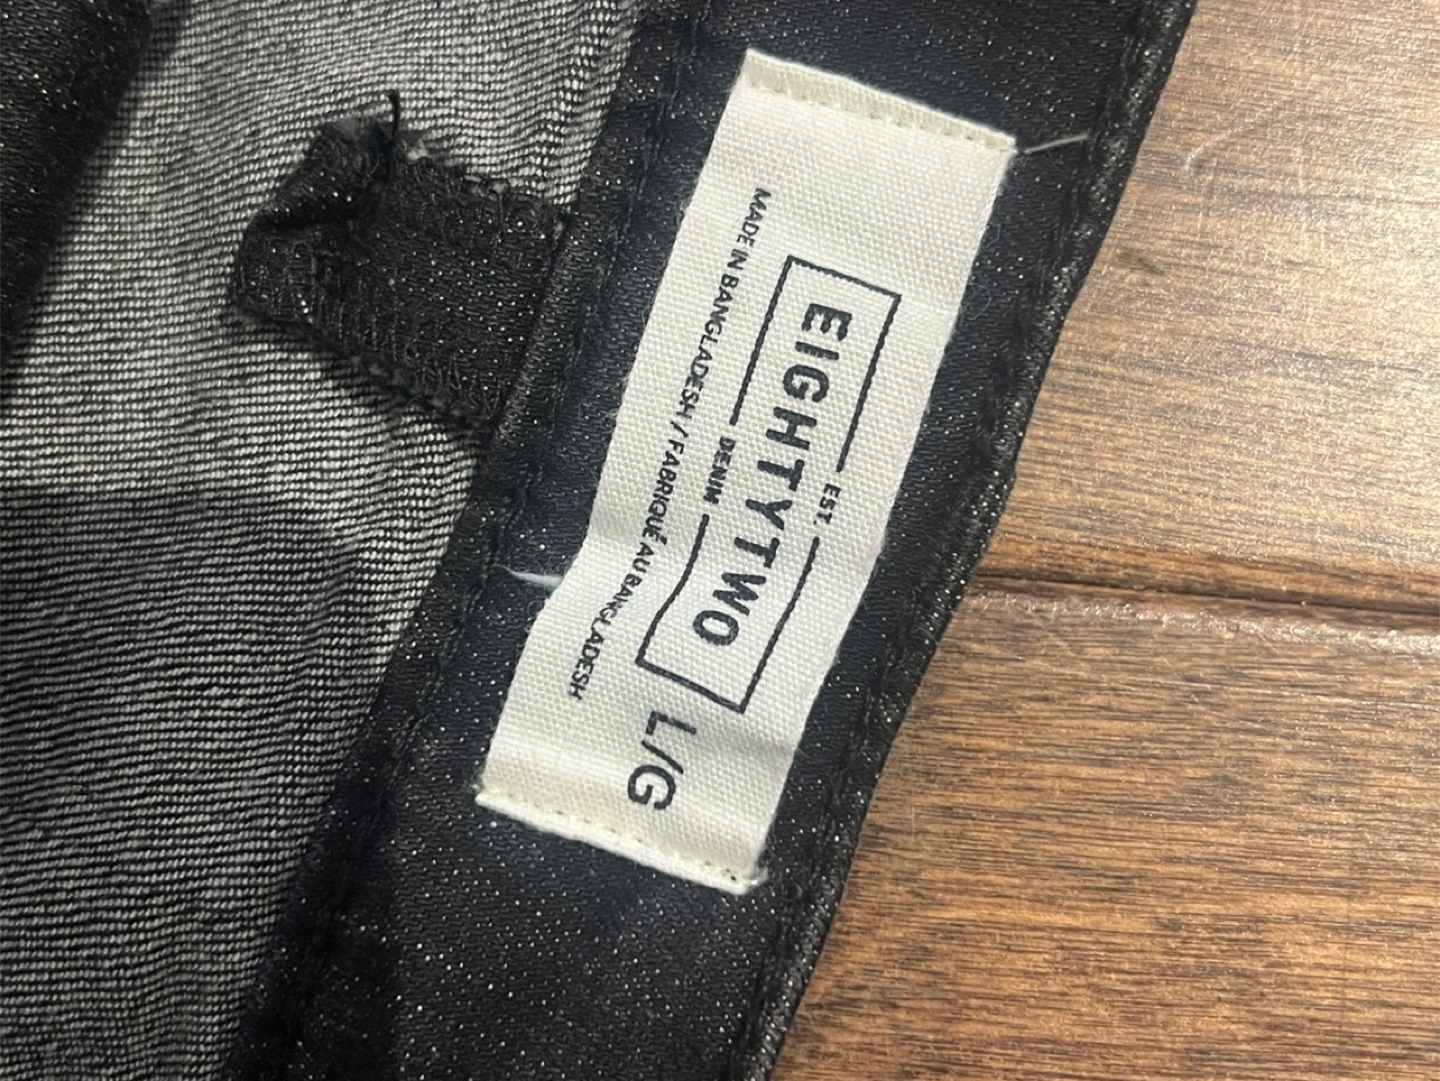 EST.
EIGHTYTWO
DENIM
L/G
MADE IN BANGLADESH / FABRIQUÉ AU BANGLADESH